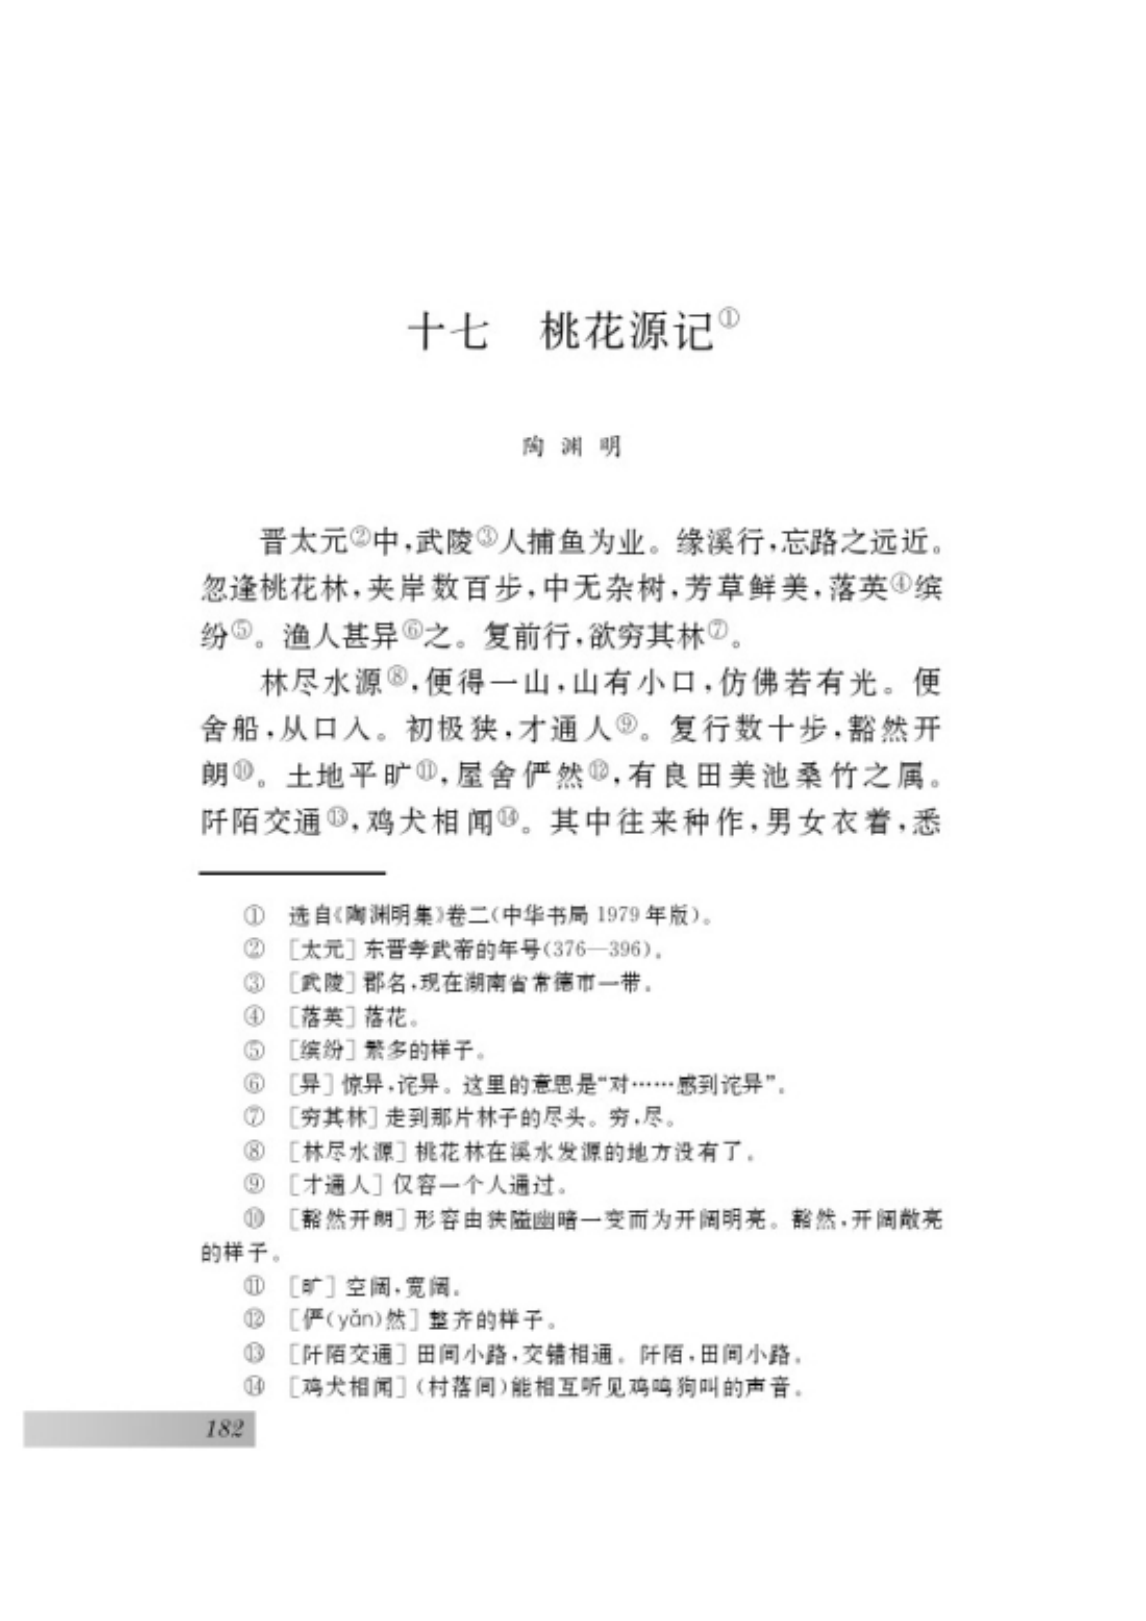 十七　桃花源记①
陶渊明
晋太元②中,武陵③人捕鱼为业。缘溪行,忘路之远近。
忽逢桃花林,夹岸数百步,中无杂树,芳草鲜美,落英④缤
纷⑤。渔人甚异⑥之。复前行,欲穷其林⑦。
林尽水源⑧,便得一山,山有小口,仿佛若有光。便
舍船,从口入。初极狭,才通人⑨。复行数十步,豁然开
朗⑩。土地平旷⑪,屋舍俨然⑫,有良田美池桑竹之属。
阡陌交通⑬,鸡犬相闻⑭。其中往来种作,男女衣着,悉
①　选自《陶渊明集》卷二(中华书局 1979 年版)。
②　[太元] 东晋孝武帝的年号(376—396)。
③　[武陵] 郡名,现在湖南省常德市一带。
④　[落英] 落花。
⑤　[缤纷] 繁多的样子。
⑥　[异] 惊异,诧异。这里的意思是“对……感到诧异”。
⑦　[穷其林] 走到那片林子的尽头。穷,尽。
⑧　[林尽水源] 桃花林在溪水发源的地方没有了。
⑨　[才通人] 仅容一个人通过。
⑩　[豁然开朗] 形容由狭隘幽暗一变而为开阔明亮。豁然,开阔敞亮
的样子。
⑪　[旷] 空阔,宽阔。
⑫　[俨(yǎn)然] 整齐的样子。
⑬　[阡陌交通] 田间小路,交错相通。阡陌,田间小路。
⑭　[鸡犬相闻] (村落间)能相互听见鸡鸣狗叫的声音。
182